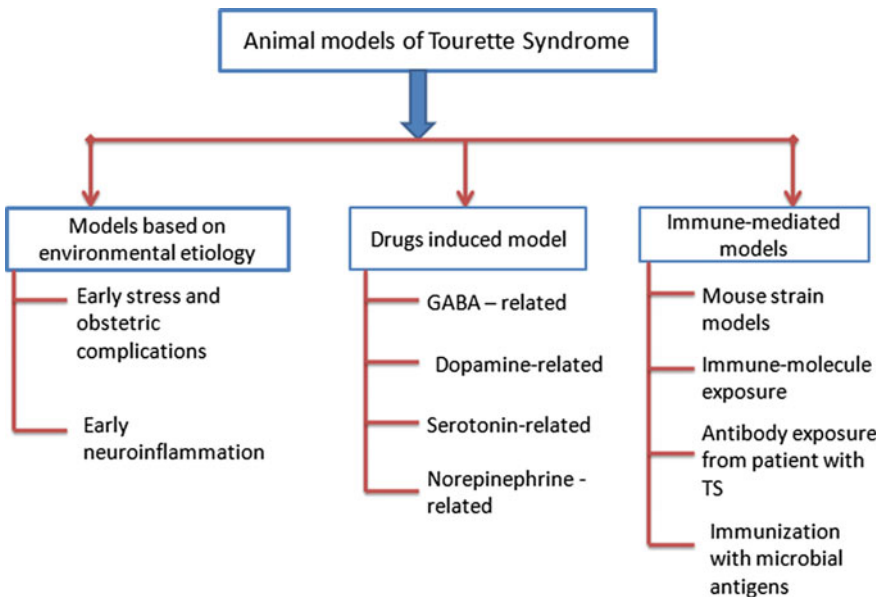 Animal models of Tourette Syndrome
Models based on
environmental etiology
Early stress and
obstetric
complications
Early
neuroinflammation
Drugs induced model
GABA – related
Dopamine-related
Serotonin-related
Norepinephrine -
related
Immune-mediated
models
Mouse strain
models
Immune-molecule
exposure
Antibody exposure
from patient with
TS
Immunization
with microbial
antigens